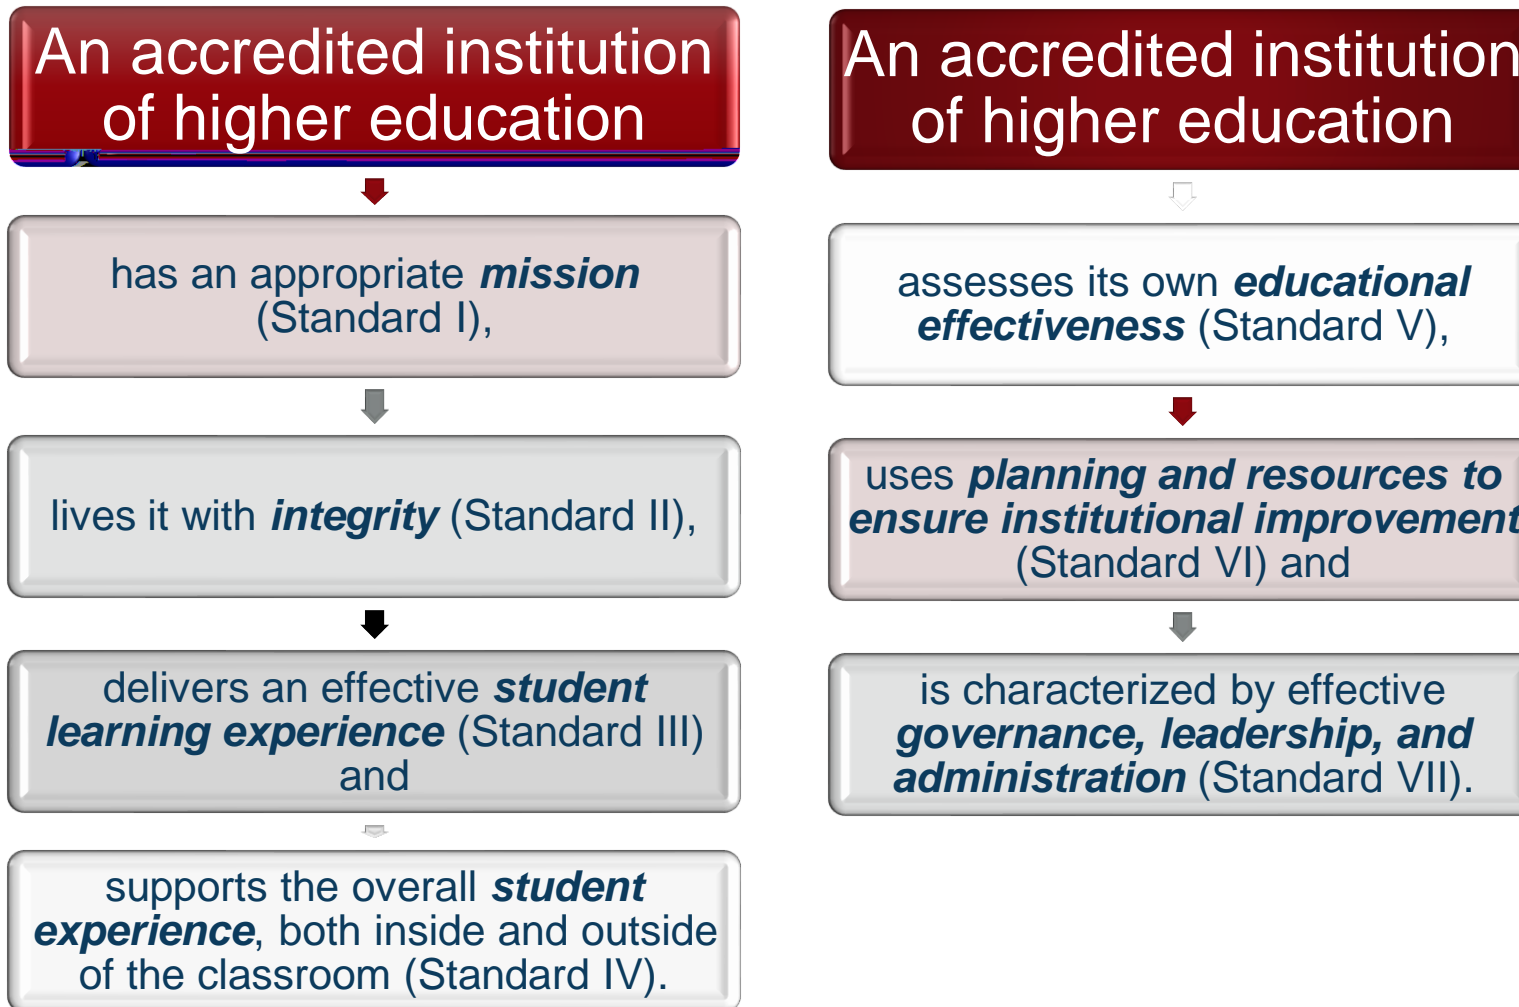 An accredited institution
of higher education
has an appropriate mission
(Standard I),
lives it with integrity (Standard II),
delivers an effective student
learning experience (Standard III)
and
supports the overall student
experience, both inside and outside
of the classroom (Standard IV).
An accredited institution
of higher education
assesses its own educational
effectiveness (Standard V),
uses planning and resources to
ensure institutional improvement
(Standard VI) and
is characterized by effective
governance, leadership, and
administration (Standard VII).